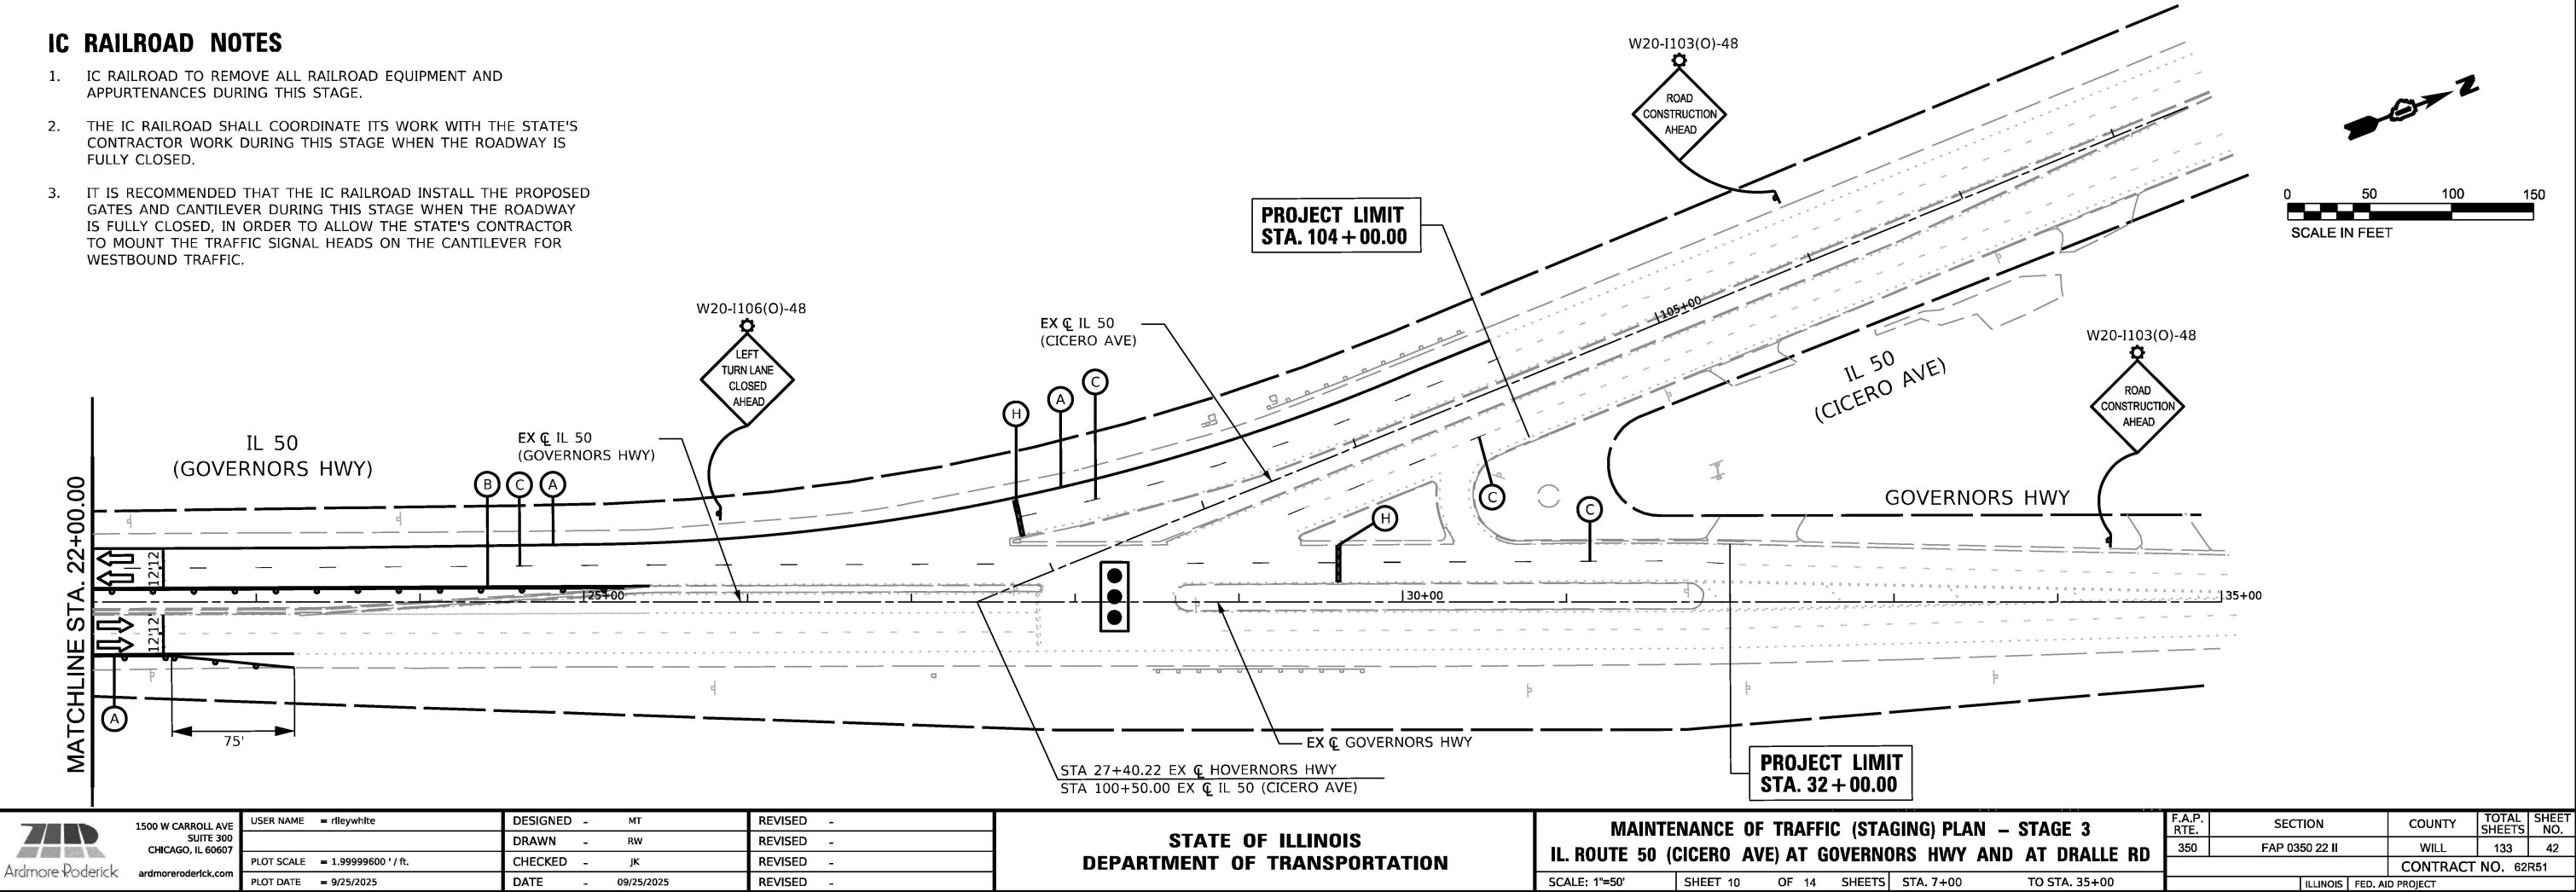 IC RAILROAD NOTES
1. IC RAILROAD TO REMOVE ALL RAILROAD EQUIPMENT AND
APPURTENANCES DURING THIS STAGE.
2. THE IC RAILROAD SHALL COORDINATE ITS WORK WITH THE STATE'S
CONTRACTOR WORK DURING THIS STAGE WHEN THE ROADWAY IS
FULLY CLOSED.
3. IT IS RECOMMENDED THAT THE IC RAILROAD INSTALL THE PROPOSED
GATES AND CANTILEVER DURING THIS STAGE WHEN THE ROADWAY
IS FULLY CLOSED, IN ORDER TO ALLOW THE STATE'S CONTRACTOR
TO MOUNT THE TRAFFIC SIGNAL HEADS ON THE CANTILEVER FOR
WESTBOUND TRAFFIC.
W20-I103(O)-48
ROAD
CONSTRUCTION
AHEAD
N
0 50 100 150
SCALE IN FEET
PROJECT LIMIT
STA. 104+00.00
W20-I106(O)-48
LEFT
TURN LANE
CLOSED
AHEAD
EX ℄ IL 50
(CICERO AVE)
105+00
IL 50
(CICERO AVE)
W20-I103(O)-48
ROAD
CONSTRUCTION
AHEAD
MATCHLINE STA. 22+00.00
IL 50
(GOVERNORS HWY)
EX ℄ IL 50
(GOVERNORS HWY)
B C A
H A C
C
H
C
GOVERNORS HWY
12' 12'
12' 12'
25+00
30+00
35+00
A
75'
EX ℄ GOVERNORS HWY
STA 27+40.22 EX ℄ HOVERNORS HWY
STA 100+50.00 EX ℄ IL 50 (CICERO AVE)
PROJECT LIMIT
STA. 32+00.00
Ardmore Roderick
1500 W CARROLL AVE
SUITE 300
CHICAGO, IL 60607
ardmoreroderick.com
USER NAME = rileywhite
PLOT SCALE = 1.99999600 ' / ft.
PLOT DATE = 9/25/2025
DESIGNED - MT
DRAWN - RW
CHECKED - JK
DATE - 09/25/2025
REVISED -
REVISED -
REVISED -
REVISED -
STATE OF ILLINOIS
DEPARTMENT OF TRANSPORTATION
MAINTENANCE OF TRAFFIC (STAGING) PLAN – STAGE 3
IL. ROUTE 50 (CICERO AVE) AT GOVERNORS HWY AND AT DRALLE RD
SCALE: 1"=50' SHEET 10 OF 14 SHEETS STA. 7+00 TO STA. 35+00
F.A.P. RTE. SECTION COUNTY TOTAL SHEETS SHEET NO.
350 FAP 0350 22 II WILL 133 42
CONTRACT NO. 62R51
ILLINOIS FED. AID PROJECT